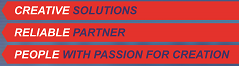 CREATIVE SOLUTIONS
RELIABLE PARTNER
PEOPLE WITH PASSION FOR CREATION